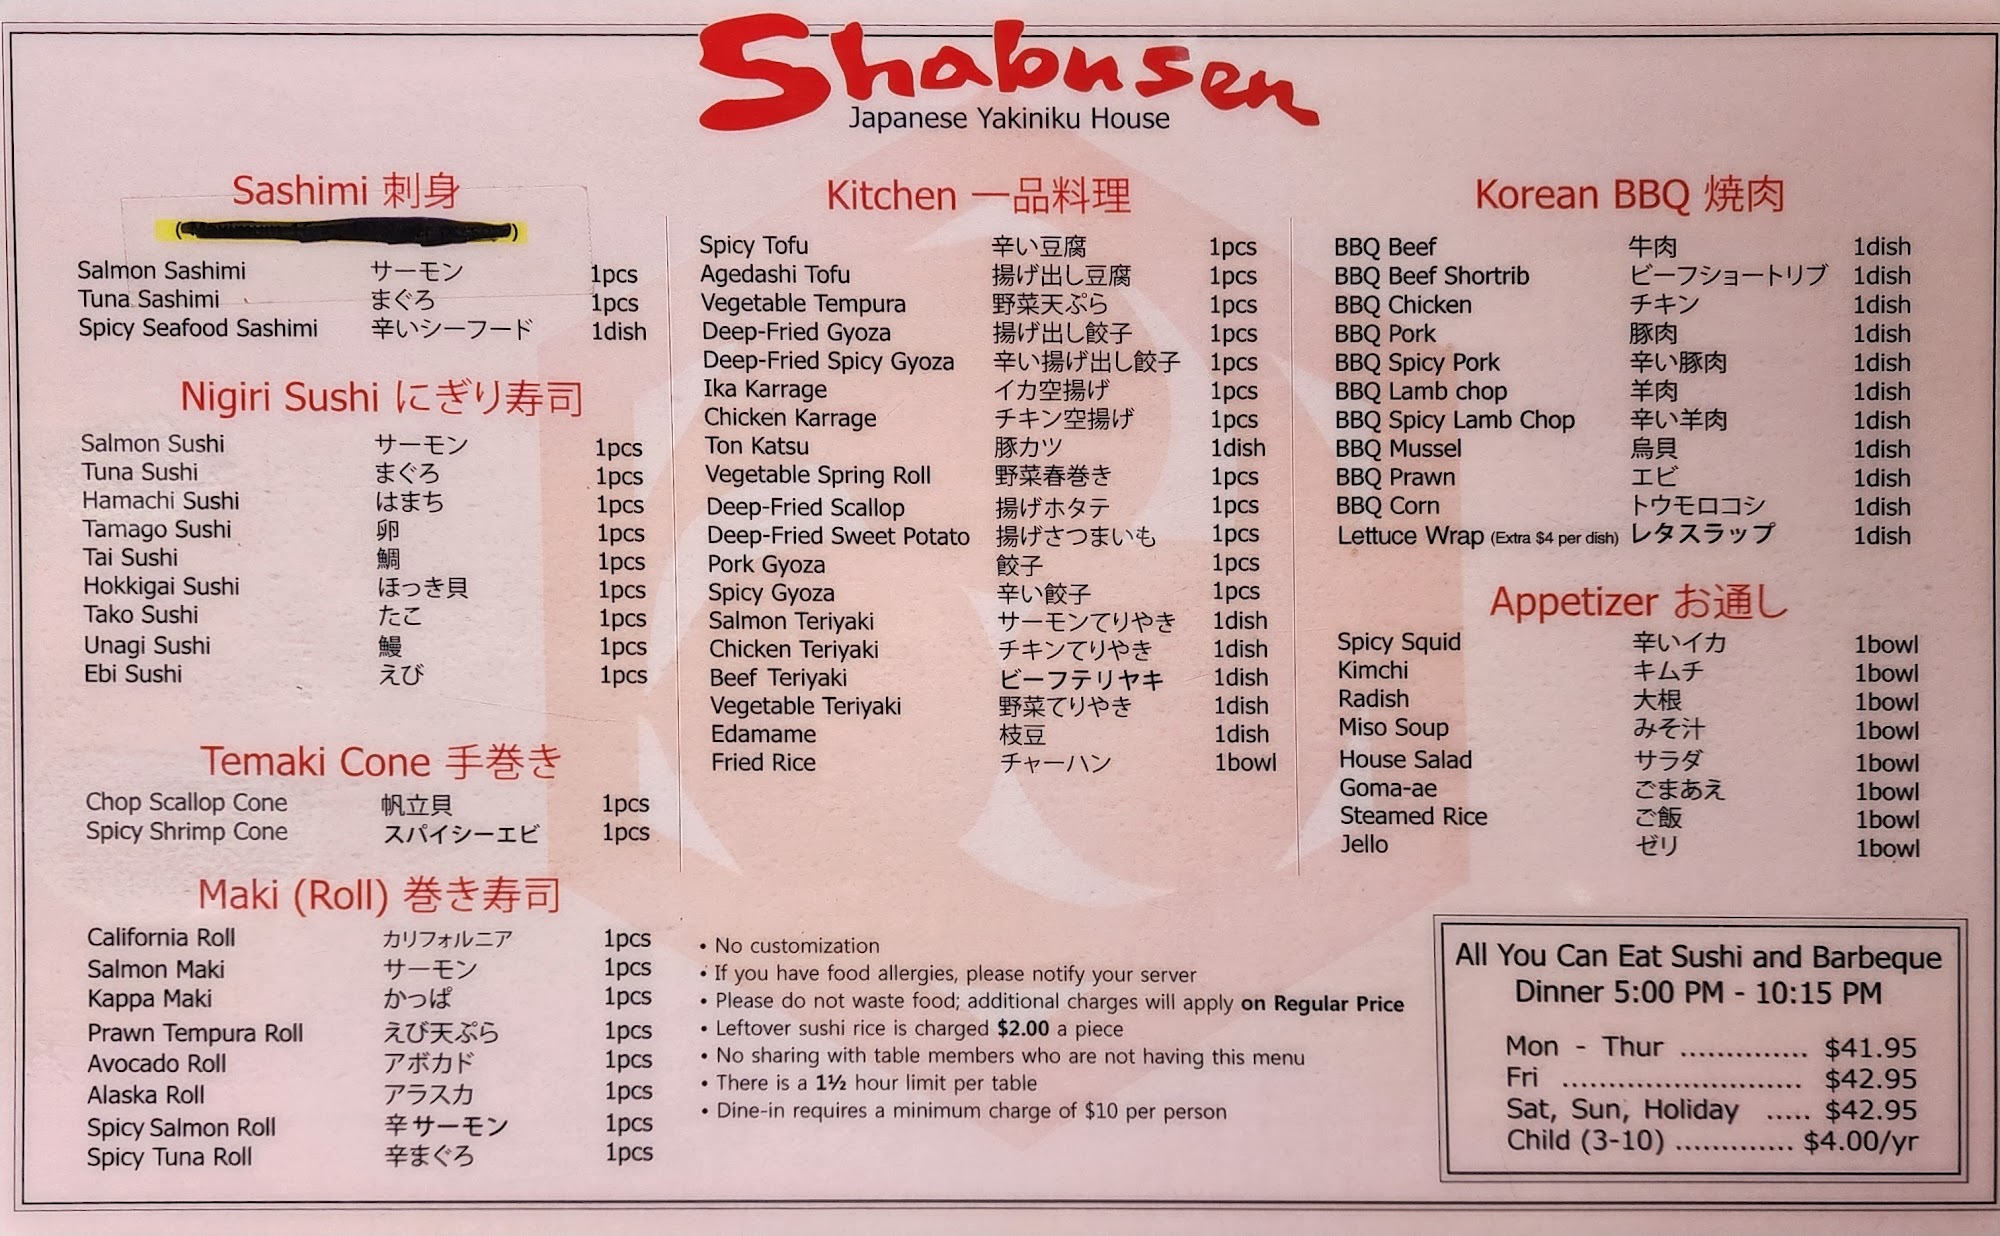 Shabusen
Japanese Yakiniku House
Sashimi 刺身
Salmon Sashimi サーモン 1pcs
Tuna Sashimi まぐろ 1pcs
Spicy Seafood Sashimi 辛いシーフード 1dish
Nigiri Sushi にぎり寿司
Salmon Sushi サーモン 1pcs
Tuna Sushi まぐろ 1pcs
Hamachi Sushi はまち 1pcs
Tamago Sushi 卵 1pcs
Tai Sushi 鯛 1pcs
Hokkigai Sushi ほっき貝 1pcs
Tako Sushi たこ 1pcs
Unagi Sushi 鰻 1pcs
Ebi Sushi えび 1pcs
Temaki Cone 手巻き
Chop Scallop Cone 帆立貝 1pcs
Spicy Shrimp Cone スパイシーエビ 1pcs
Maki (Roll) 巻き寿司
California Roll カリフォルニア 1pcs
Salmon Maki サーモン 1pcs
Kappa Maki かっぱ 1pcs
Prawn Tempura Roll えび天ぷら 1pcs
Avocado Roll アボカド 1pcs
Alaska Roll アラスカ 1pcs
Spicy Salmon Roll 辛サーモン 1pcs
Spicy Tuna Roll 辛まぐろ 1pcs
Kitchen 一品料理
Spicy Tofu 辛い豆腐 1pcs
Agedashi Tofu 揚げ出し豆腐 1pcs
Vegetable Tempura 野菜天ぷら 1pcs
Deep-Fried Gyoza 揚げ出し餃子 1pcs
Deep-Fried Spicy Gyoza 辛い揚げ出し餃子 1pcs
Ika Karrage イカ空揚げ 1pcs
Chicken Karrage チキン空揚げ 1pcs
Ton Katsu 豚カツ 1dish
Vegetable Spring Roll 野菜春巻き 1pcs
Deep-Fried Scallop 揚げホタテ 1pcs
Deep-Fried Sweet Potato 揚げさつまいも 1pcs
Pork Gyoza 餃子 1pcs
Spicy Gyoza 辛い餃子 1pcs
Salmon Teriyaki サーモンてりやき 1dish
Chicken Teriyaki チキンてりやき 1dish
Beef Teriyaki ビーフテリヤキ 1dish
Vegetable Teriyaki 野菜てりやき 1dish
Edamame 枝豆 1dish
Fried Rice チャーハン 1bowl
• No customization
• If you have food allergies, please notify your server
• Please do not waste food; additional charges will apply on Regular Price
• Leftover sushi rice is charged $2.00 a piece
• No sharing with table members who are not having this menu
• There is a 1½ hour limit per table
• Dine-in requires a minimum charge of $10 per person
Korean BBQ 焼肉
BBQ Beef 牛肉 1dish
BBQ Beef Shortrib ビーフショートリブ 1dish
BBQ Chicken チキン 1dish
BBQ Pork 豚肉 1dish
BBQ Spicy Pork 辛い豚肉 1dish
BBQ Lamb chop 羊肉 1dish
BBQ Spicy Lamb Chop 辛い羊肉 1dish
BBQ Mussel 烏貝 1dish
BBQ Prawn エビ 1dish
BBQ Corn トウモロコシ 1dish
Lettuce Wrap (Extra $4 per dish) レタスラップ 1dish
Appetizer お通し
Spicy Squid 辛いイカ 1bowl
Kimchi キムチ 1bowl
Radish 大根 1bowl
Miso Soup みそ汁 1bowl
House Salad サラダ 1bowl
Goma-ae ごまあえ 1bowl
Steamed Rice ご飯 1bowl
Jello ゼリ 1bowl
All You Can Eat Sushi and Barbeque
Dinner 5:00 PM - 10:15 PM
Mon - Thur .............. $41.95
Fri .......................... $42.95
Sat, Sun, Holiday ..... $42.95
Child (3-10) ............. $4.00/yr